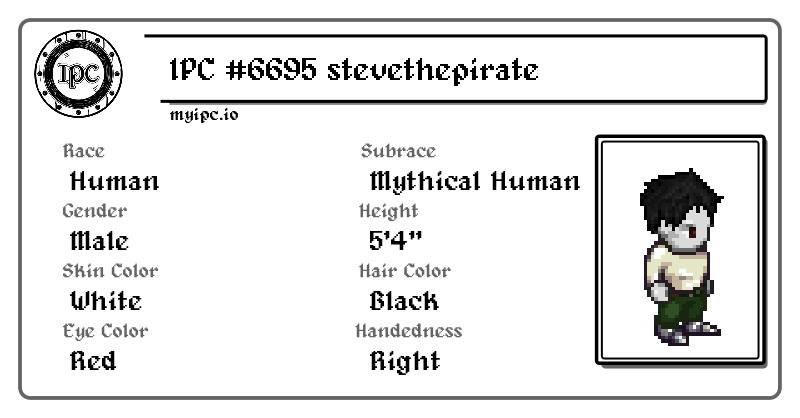 IPC
IPC #6695 stevethepirate
myipc.io
Race
Subrace
Human
Mythical Human
Gender
Height
Male
5'4"
Skin Color
Hair Color
White
Black
Eye Color
Handedness
Red
Right